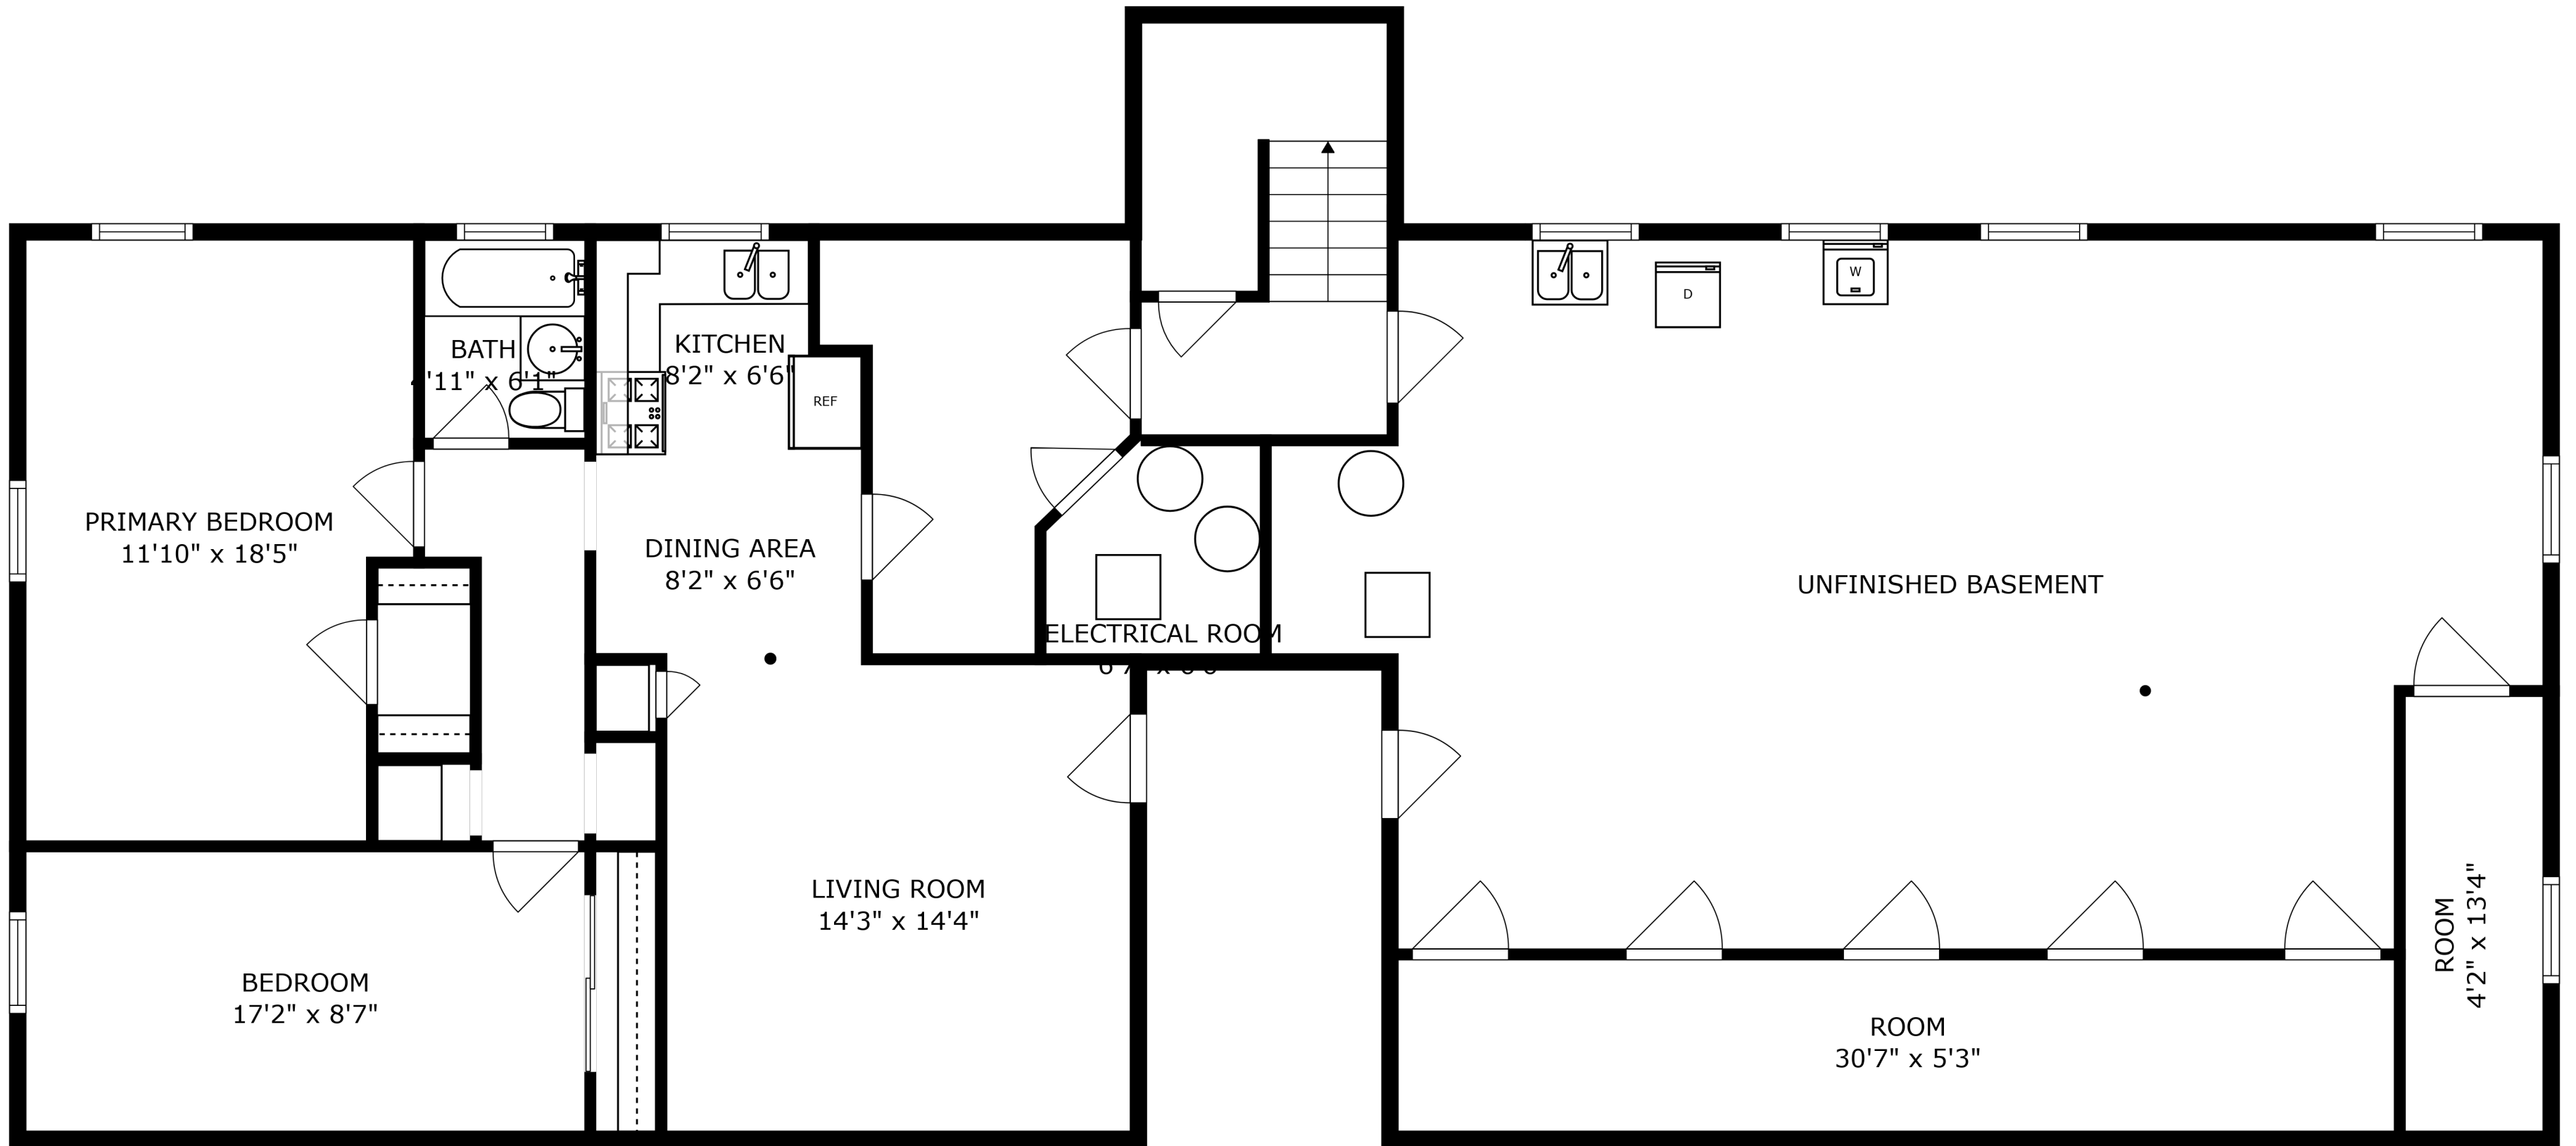 BATH
KITCHEN
8'2" x 6'6"
REF
D
W
PRIMARY BEDROOM
11'10" x 18'5"
DINING AREA
8'2" x 6'6"
UNFINISHED BASEMENT
ELECTRICAL ROOM
LIVING ROOM
14'3" x 14'4"
BEDROOM
17'2" x 8'7"
ROOM
30'7" x 5'3"
ROOM
4'2" x 13'4"